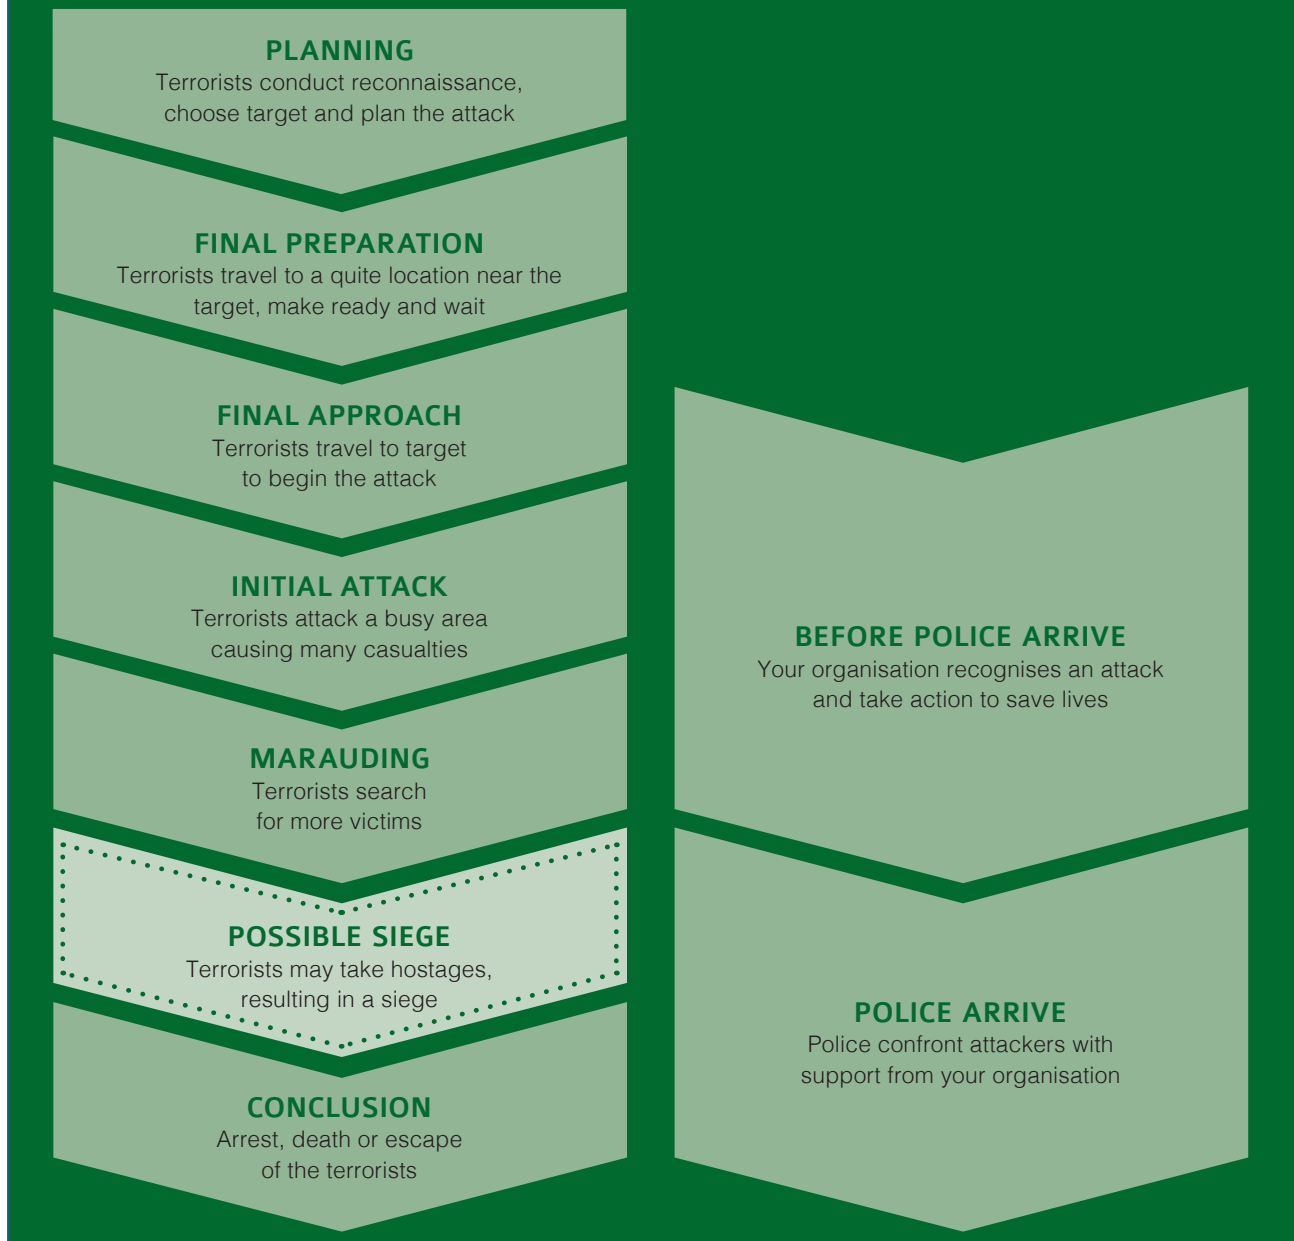 PLANNING
Terrorists conduct reconnaissance,
choose target and plan the attack
FINAL PREPARATION
Terrorists travel to a quite location near the
target, make ready and wait
FINAL APPROACH
Terrorists travel to target
to begin the attack
INITIAL ATTACK
Terrorists attack a busy area
causing many casualties
MARAUDING
Terrorists search
for more victims
POSSIBLE SIEGE
Terrorists may take hostages,
resulting in a siege
CONCLUSION
Arrest, death or escape
of the terrorists
BEFORE POLICE ARRIVE
Your organisation recognises an attack
and take action to save lives
POLICE ARRIVE
Police confront attackers with
support from your organisation